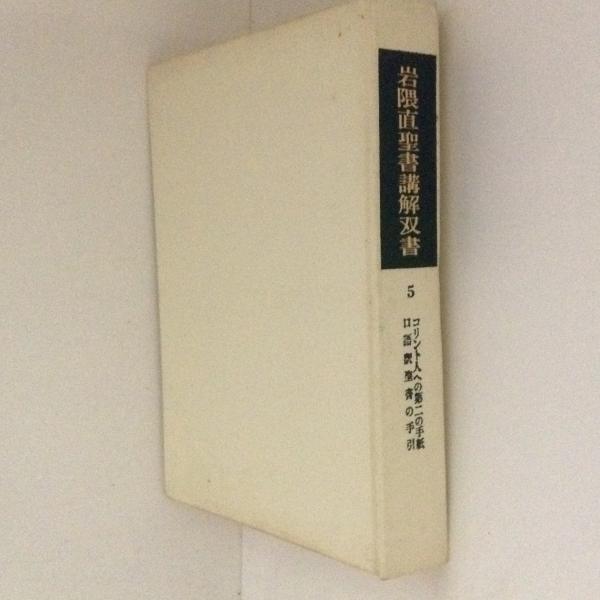 岩隈直聖書講解双書
5
コリント人への第二の手紙
口語訳聖書の手引